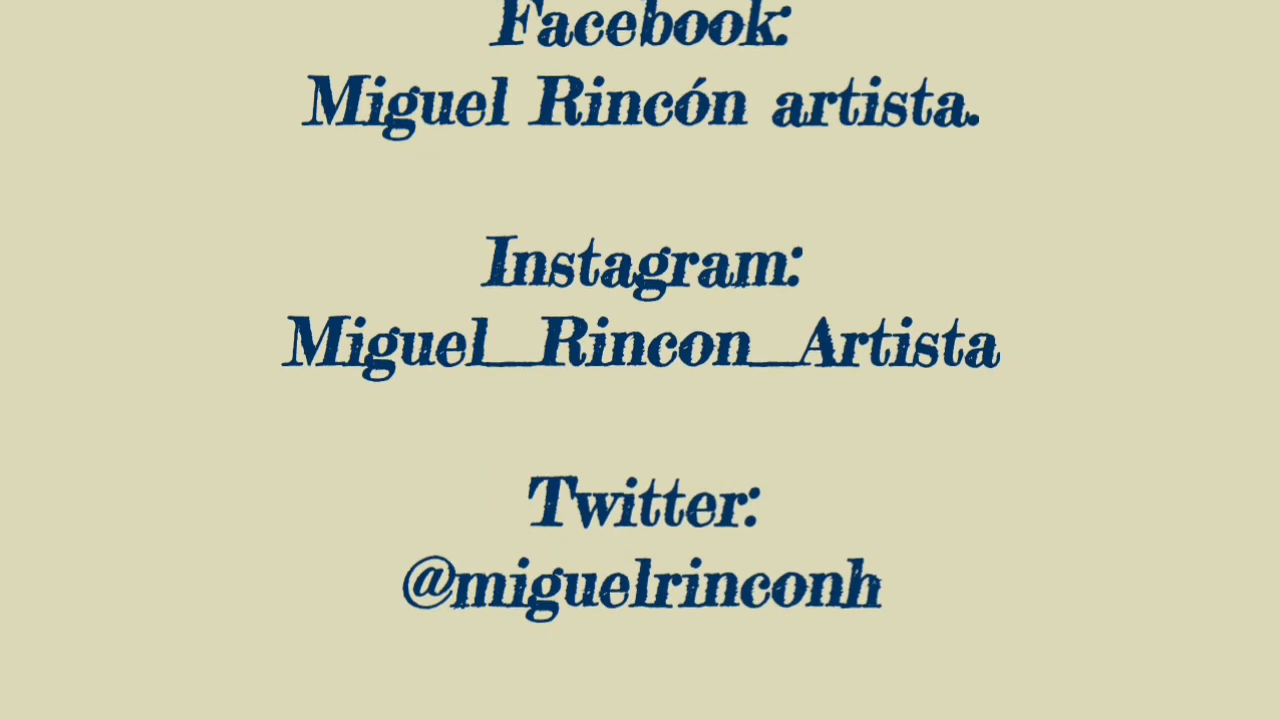 Facebook:
Miguel Rincón artista.
Instagram:
Miguel_Rincon_Artista
Twitter:
@miguelrinconh